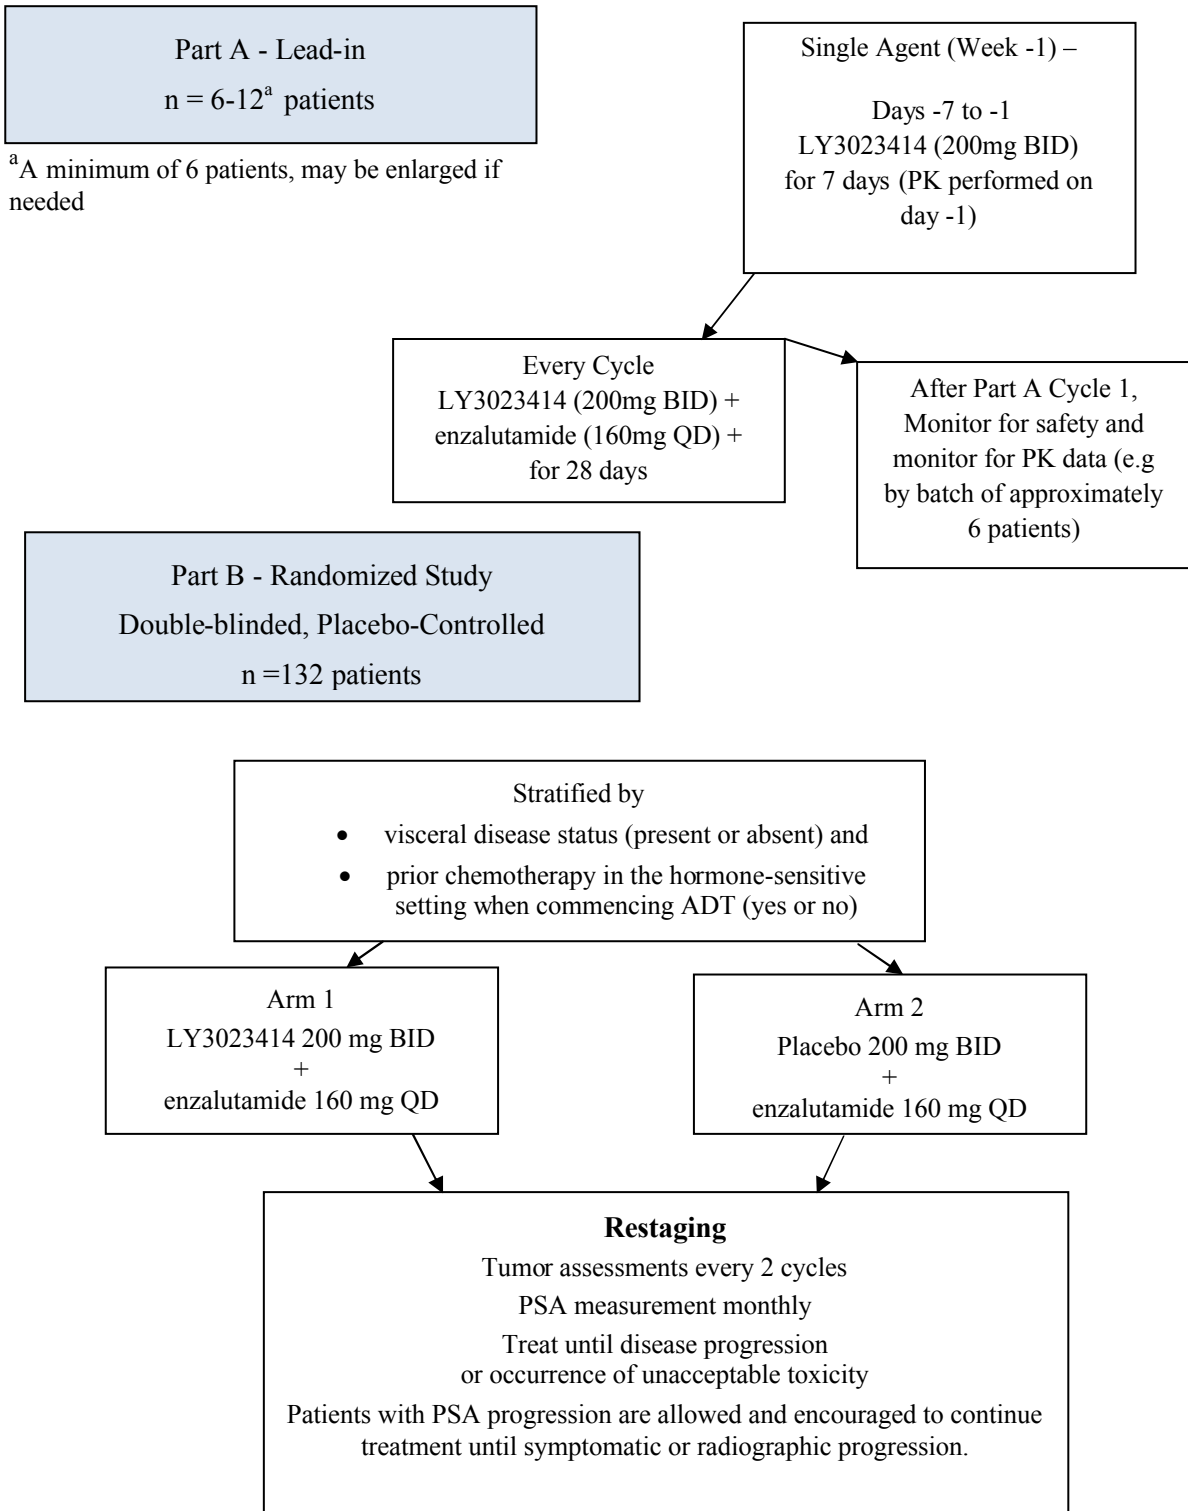 Part A - Lead-in
n = 6-12a patients
aA minimum of 6 patients, may be enlarged if
needed
Single Agent (Week -1) –
Days -7 to -1
LY3023414 (200mg BID)
for 7 days (PK performed on
day -1)
Every Cycle
LY3023414 (200mg BID) +
enzalutamide (160mg QD) +
for 28 days
After Part A Cycle 1,
Monitor for safety and
monitor for PK data (e.g
by batch of approximately
6 patients)
Part B - Randomized Study
Double-blinded, Placebo-Controlled
n =132 patients
Stratified by
• visceral disease status (present or absent) and
• prior chemotherapy in the hormone-sensitive
setting when commencing ADT (yes or no)
Arm 1
LY3023414 200 mg BID
+
enzalutamide 160 mg QD
Arm 2
Placebo 200 mg BID
+
enzalutamide 160 mg QD
Restaging
Tumor assessments every 2 cycles
PSA measurement monthly
Treat until disease progression
or occurrence of unacceptable toxicity
Patients with PSA progression are allowed and encouraged to continue
treatment until symptomatic or radiographic progression.